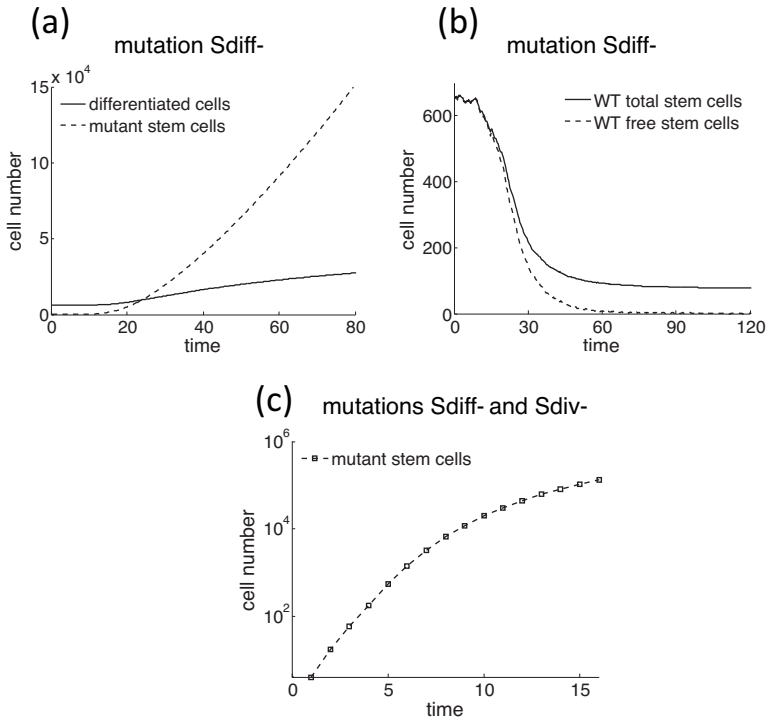 (a)
mutation Sdiff-
x 10^4
15
10
5
0
cell number
differentiated cells
mutant stem cells
0 20 40 60 80
time
(b)
mutation Sdiff-
600
400
200
0
cell number
WT total stem cells
WT free stem cells
0 30 60 90 120
time
(c)
mutations Sdiff- and Sdiv-
10^6
10^4
10^2
cell number
mutant stem cells
0 5 10 15
time